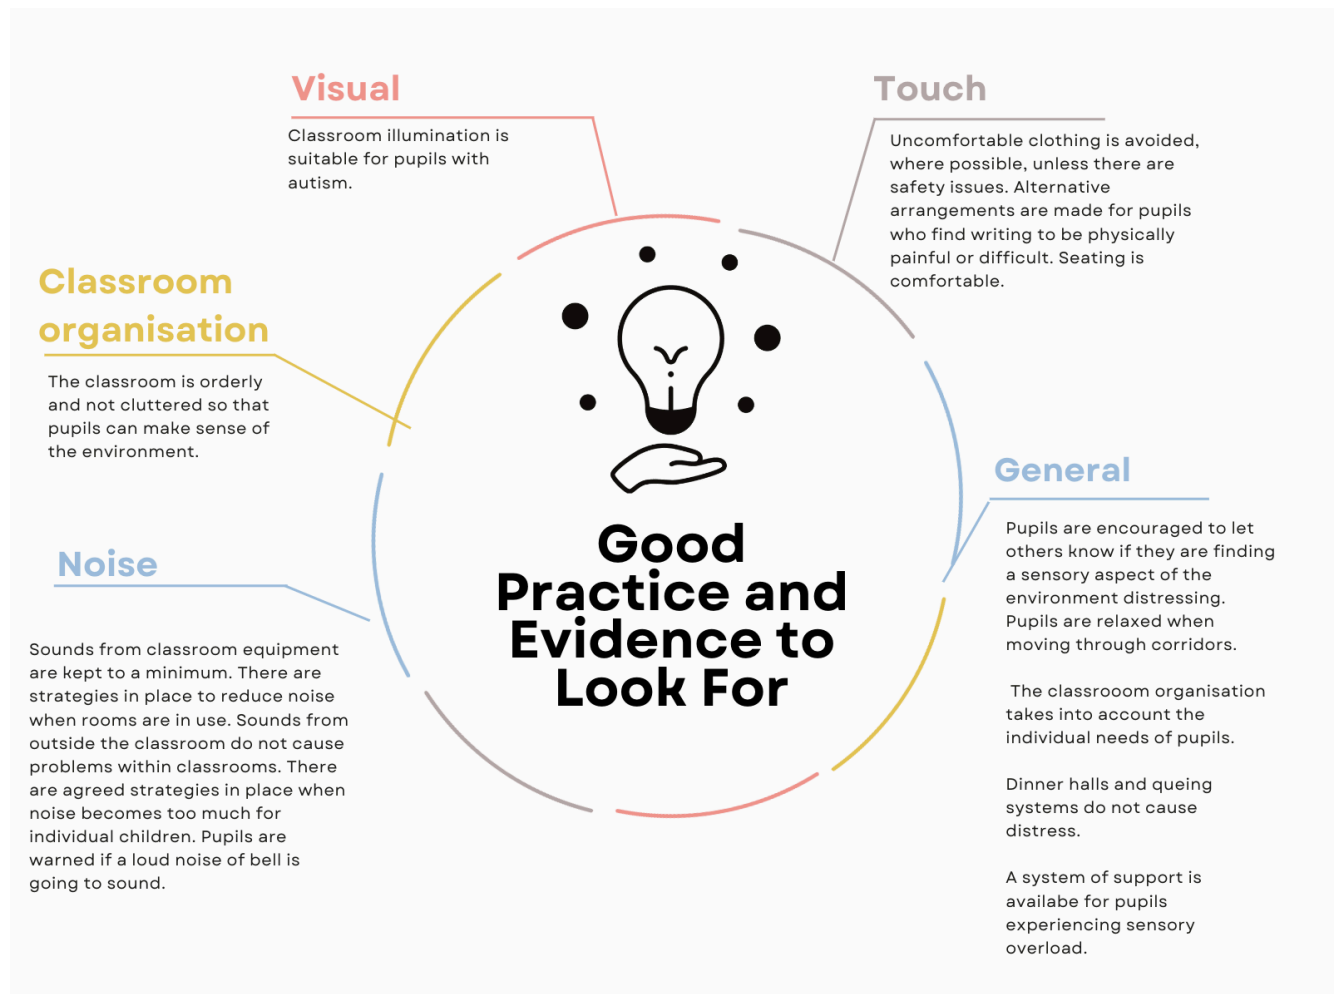 Visual
Classroom illumination is
suitable for pupils with
autism.
Touch
Uncomfortable clothing is avoided,
where possible, unless there are
safety issues. Alternative
arrangements are made for pupils
who find writing to be physically
painful or difficult. Seating is
comfortable.
Classroom
organisation
The classroom is orderly
and not cluttered so that
pupils can make sense of
the environment.
General
Pupils are encouraged to let
others know if they are finding
a sensory aspect of the
environment distressing.
Pupils are relaxed when
moving through corridors.
The classrooom organisation
takes into account the
individual needs of pupils.
Dinner halls and queing
systems do not cause
distress.
A system of support is
availabe for pupils
experiencing sensory
overload.
Noise
Sounds from classroom equipment
are kept to a minimum. There are
strategies in place to reduce noise
when rooms are in use. Sounds from
outside the classroom do not cause
problems within classrooms. There
are agreed strategies in place when
noise becomes too much for
individual children. Pupils are
warned if a loud noise of bell is
going to sound.
Good
Practice and
Evidence to
Look For